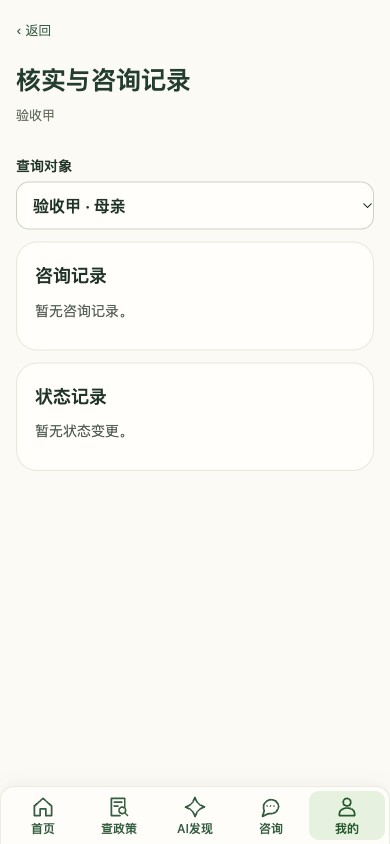 ‹ 返回
核实与咨询记录
验收甲
查询对象
验收甲 · 母亲
咨询记录
暂无咨询记录。
状态记录
暂无状态变更。
首页
查政策
AI发现
咨询
我的